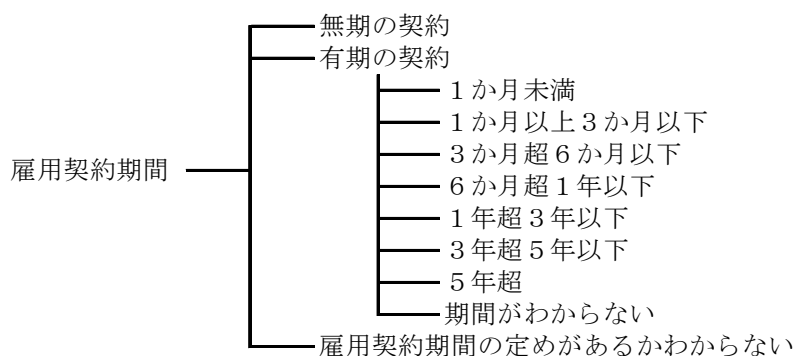 無期の契約
有期の契約
１か月未満
１か月以上３か月以下
３か月超６か月以下
雇用契約期間
６か月超１年以下
１年超３年以下
３年超５年以下
５年超
期間がわからない
雇用契約期間の定めがあるかわからない